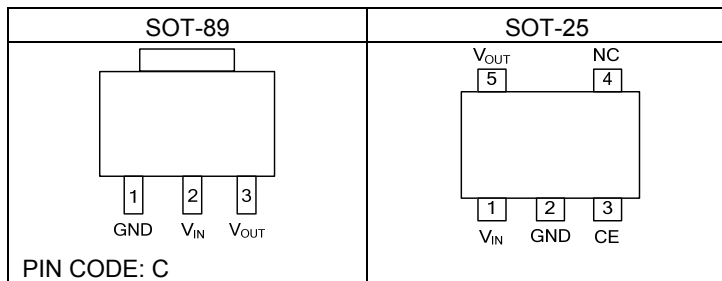 SOT-89
SOT-25
1 2 3
GND VIN VOUT
PIN CODE: C
VOUT NC
5 4
1 2 3
VIN GND CE